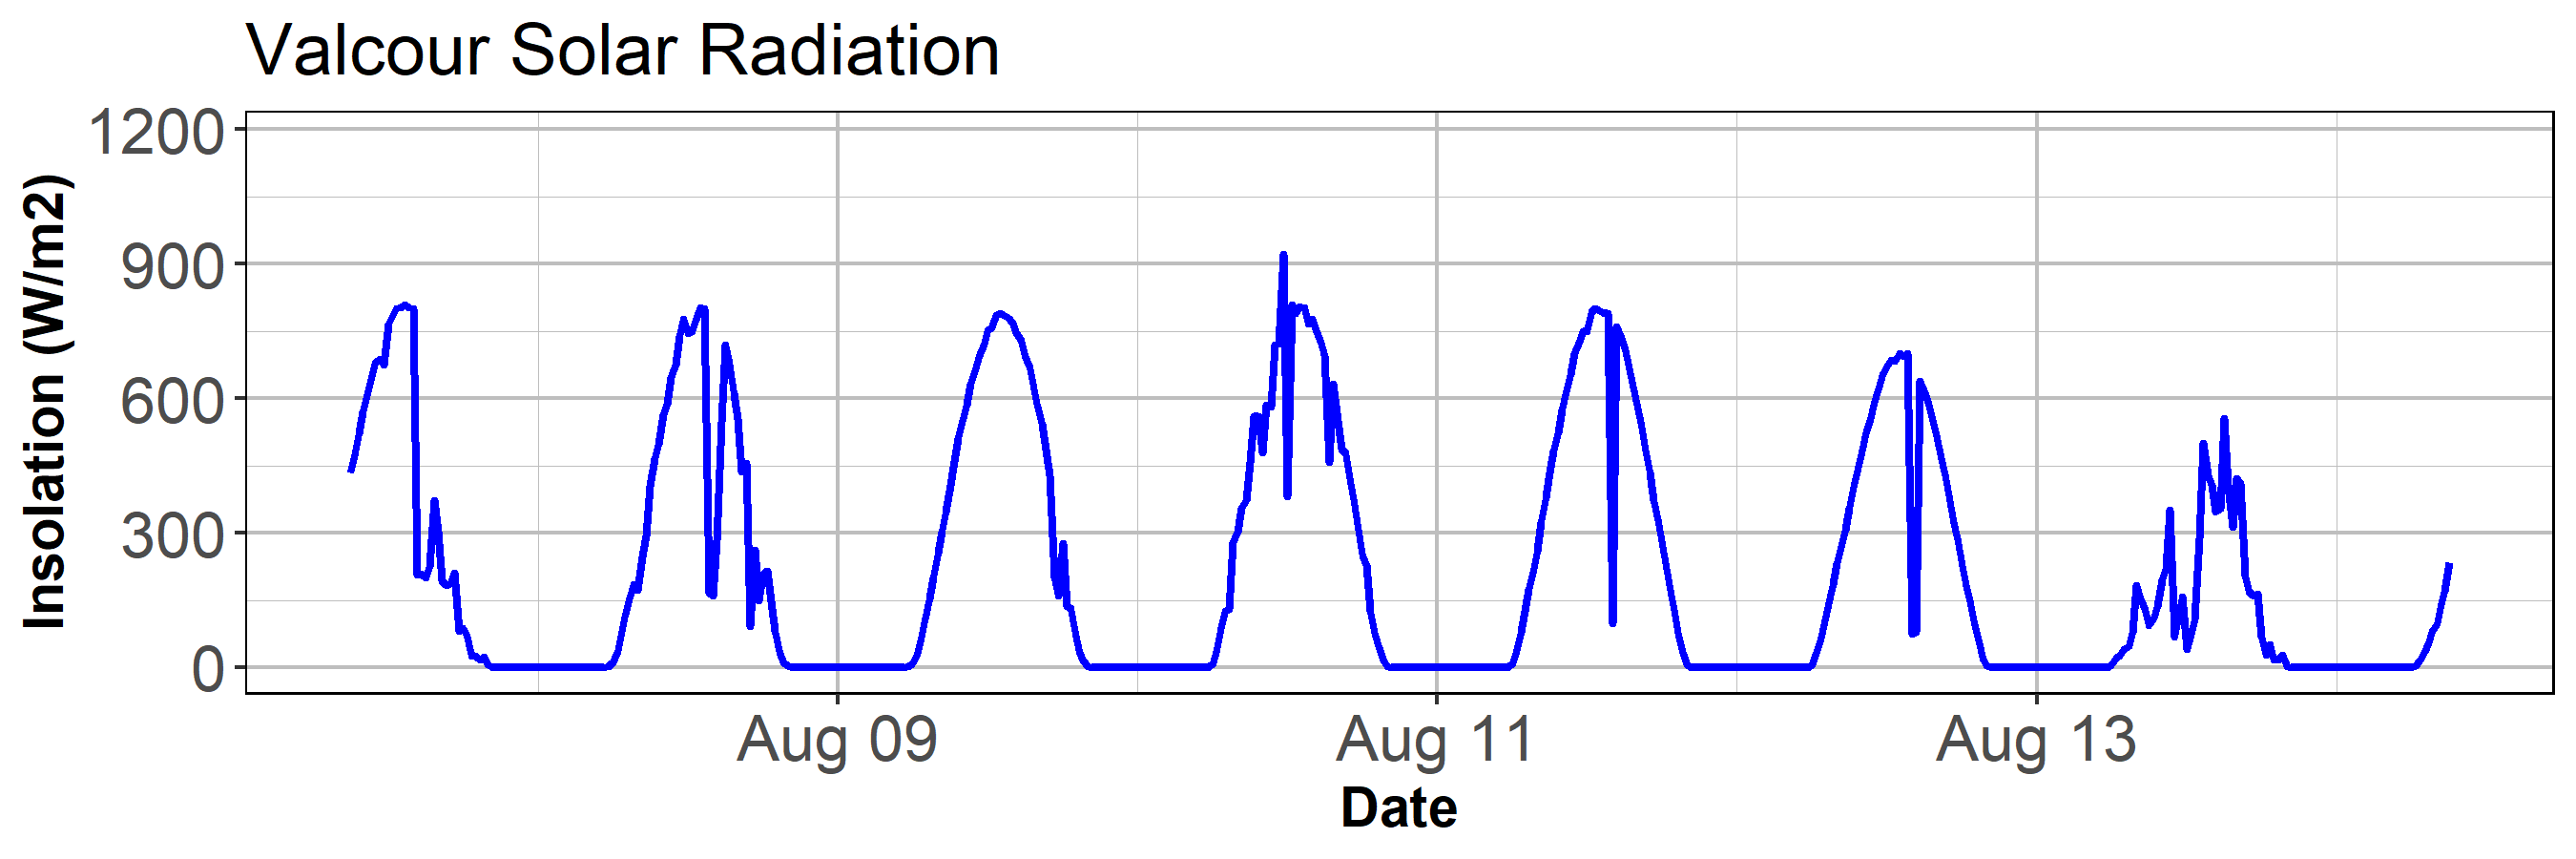 Valcour Solar Radiation
1200
900
600
300
0
Insolation (W/m2)
Aug 09
Aug 11
Aug 13
Date